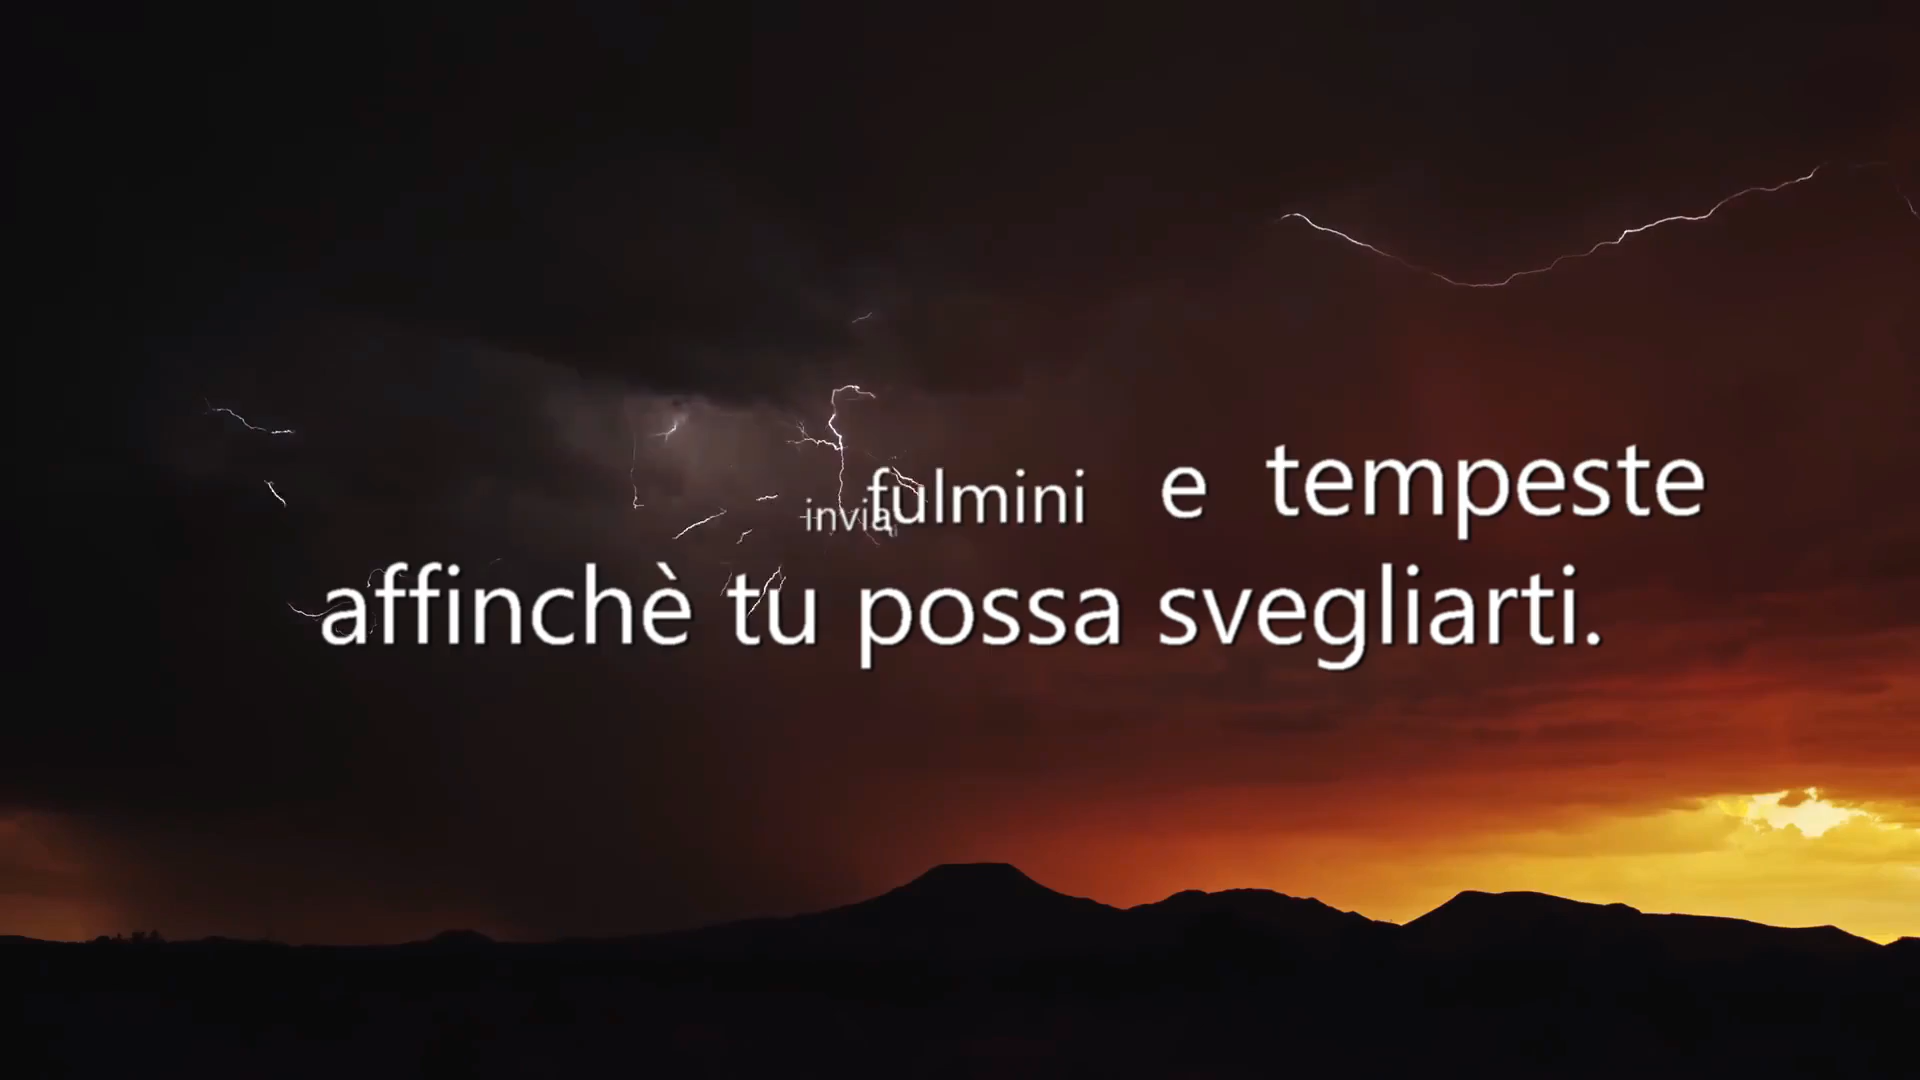 invia fulmini e tempeste
affinchè tu possa svegliarti.